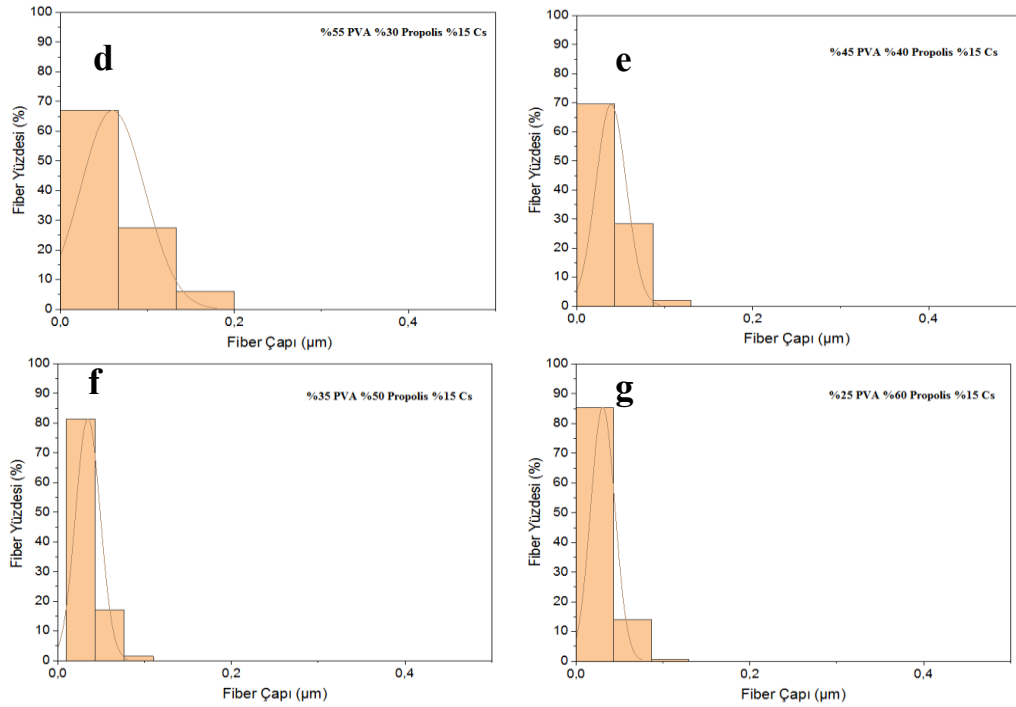 d
%55 PVA %30 Propolis %15 Cs
100
90
80
70
60
50
40
30
20
10
0
Fiber Yüzdesi (%)
0,0 0,2 0,4
Fiber Çapı (µm)
e
%45 PVA %40 Propolis %15 Cs
100
90
80
70
60
50
40
30
20
10
0
Fiber Yüzdesi (%)
0,0 0,2 0,4
Fiber Çapı (µm)
f
%35 PVA %50 Propolis %15 Cs
100
90
80
70
60
50
40
30
20
10
0
Fiber Yüzdesi (%)
0,0 0,2 0,4
Fiber Çapı (µm)
g
%25 PVA %60 Propolis %15 Cs
100
90
80
70
60
50
40
30
20
10
0
Fiber Yüzdesi (%)
0,0 0,2 0,4
Fiber Çapı (µm)